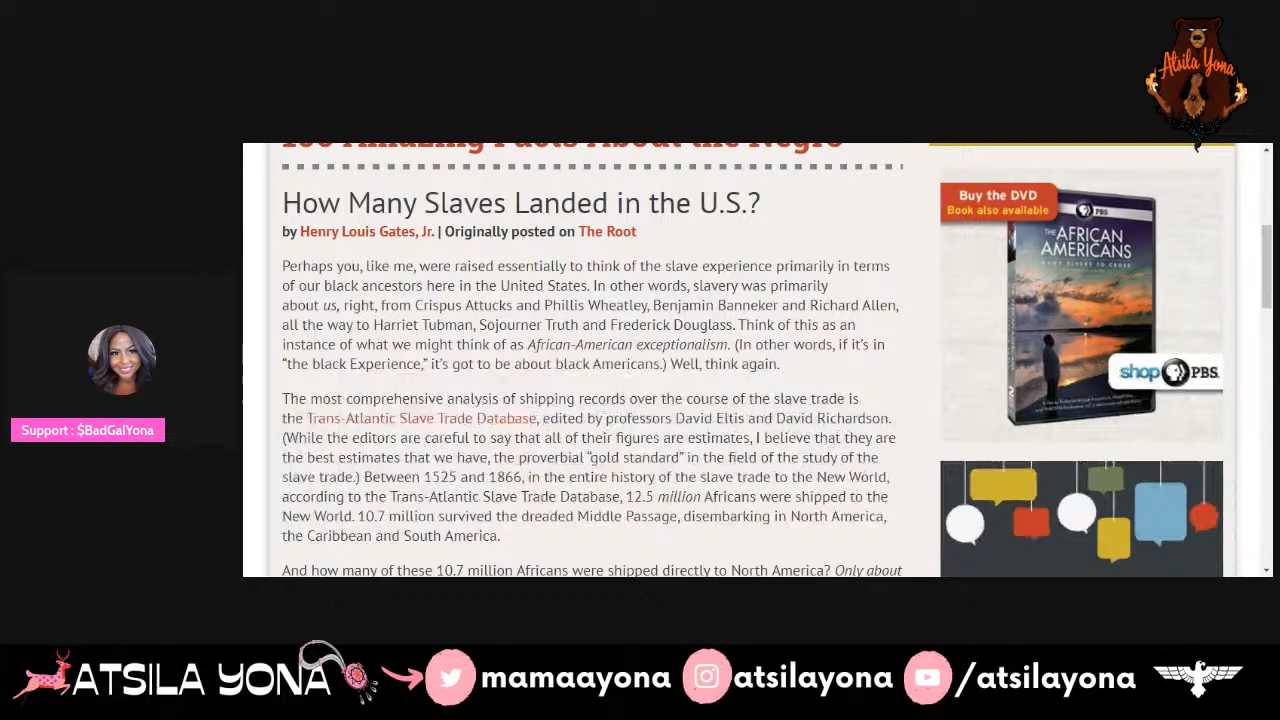 Atsila Yona
100 Amazing Facts About the Negro
How Many Slaves Landed in the U.S.?
by Henry Louis Gates, Jr. | Originally posted on The Root
Perhaps you, like me, were raised essentially to think of the slave experience primarily in terms
of our black ancestors here in the United States. In other words, slavery was primarily
about us, right, from Crispus Attucks and Phillis Wheatley, Benjamin Banneker and Richard Allen,
all the way to Harriet Tubman, Sojourner Truth and Frederick Douglass. Think of this as an
instance of what we might think of as African-American exceptionalism. (In other words, if it's in
“the black Experience,” it's got to be about black Americans.) Well, think again.
The most comprehensive analysis of shipping records over the course of the slave trade is
the Trans-Atlantic Slave Trade Database, edited by professors David Eltis and David Richardson.
(While the editors are careful to say that all of their figures are estimates, I believe that they are
the best estimates that we have, the proverbial “gold standard” in the field of the study of the
slave trade.) Between 1525 and 1866, in the entire history of the slave trade to the New World,
according to the Trans-Atlantic Slave Trade Database, 12.5 million Africans were shipped to the
New World. 10.7 million survived the dreaded Middle Passage, disembarking in North America,
the Caribbean and South America.
And how many of these 10.7 million Africans were shipped directly to North America? Only about
Buy the DVD
Book also available
PBS
THE AFRICAN
AMERICANS
MANY RIVERS TO CROSS
shop PBS.
Support : $BadGalYona
ATSILA YONA
mamaayona
atsilayona
/atsilayona